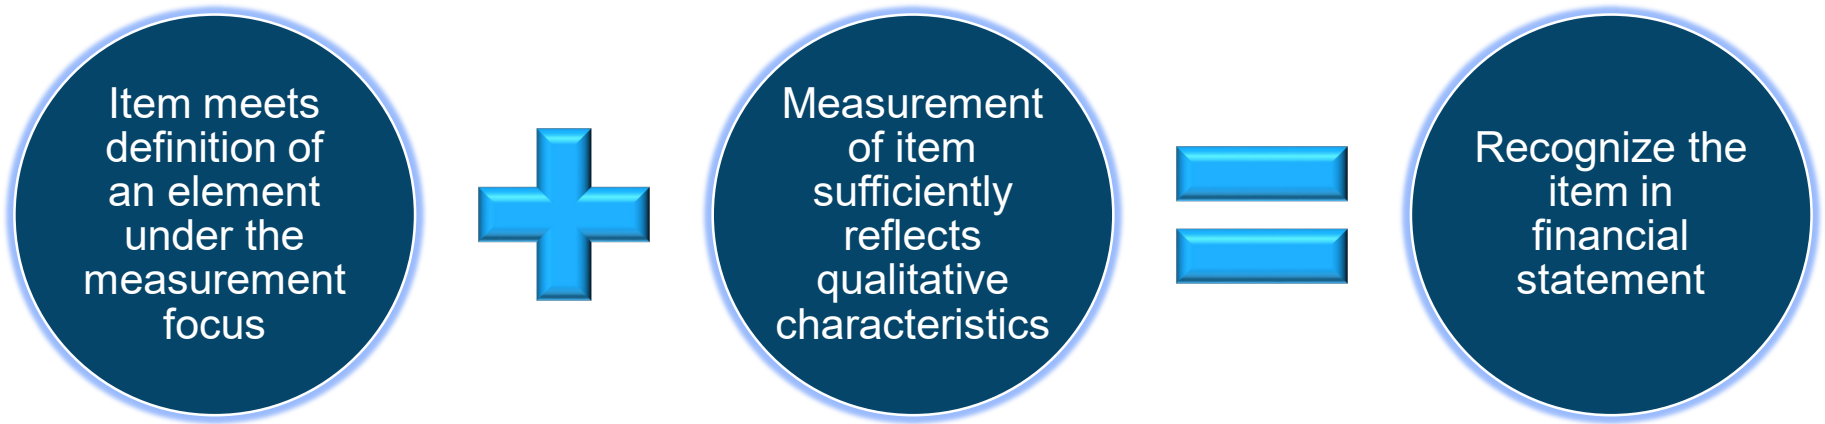 Item meets
definition of
an element
under the
measurement
focus
Measurement
of item
sufficiently
reflects
qualitative
characteristics
Recognize the
item in
financial
statement